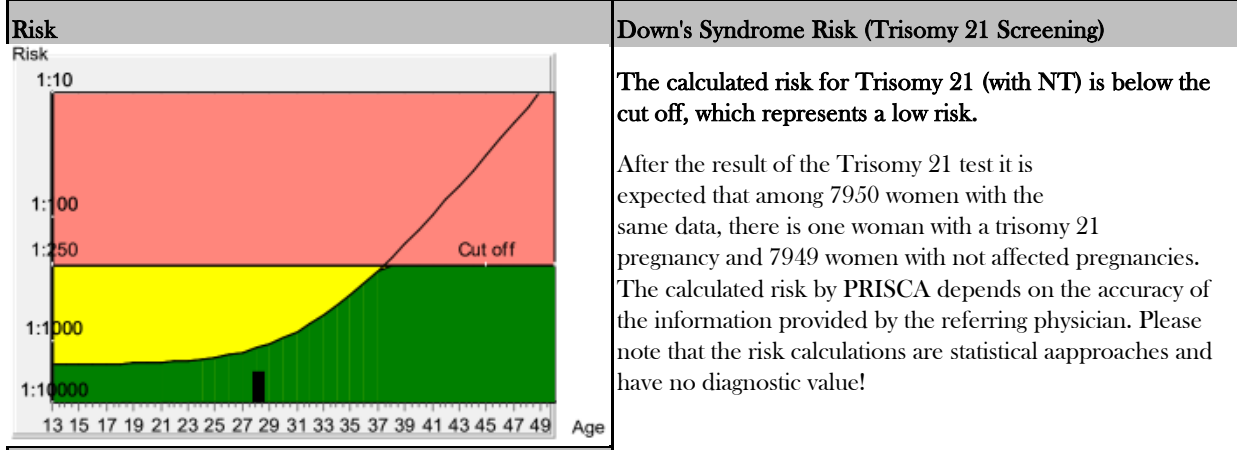 Risk
Risk
1:10
1:100
1:250
Cut off
1:1000
1:10000
13 15 17 19 21 23 25 27 29 31 33 35 37 39 41 43 45 47 49 Age
Down's Syndrome Risk (Trisomy 21 Screening)
The calculated risk for Trisomy 21 (with NT) is below the
cut off, which represents a low risk.
After the result of the Trisomy 21 test it is
expected that among 7950 women with the
same data, there is one woman with a trisomy 21
pregnancy and 7949 women with not affected pregnancies.
The calculated risk by PRISCA depends on the accuracy of
the information provided by the referring physician. Please
note that the risk calculations are statistical aapproaches and
have no diagnostic value!